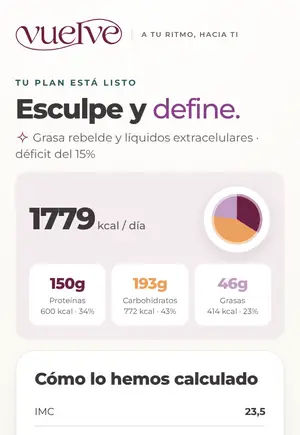 vuelve
A TU RITMO, HACIA TI
TU PLAN ESTÁ LISTO
Esculpe y define.
Grasa rebelde y líquidos extracelulares ·
déficit del 15%
1779 kcal / día
150g
Proteínas
600 kcal · 34%
193g
Carbohidratos
772 kcal · 43%
46g
Grasas
414 kcal · 23%
Cómo lo hemos calculado
IMC 23,5